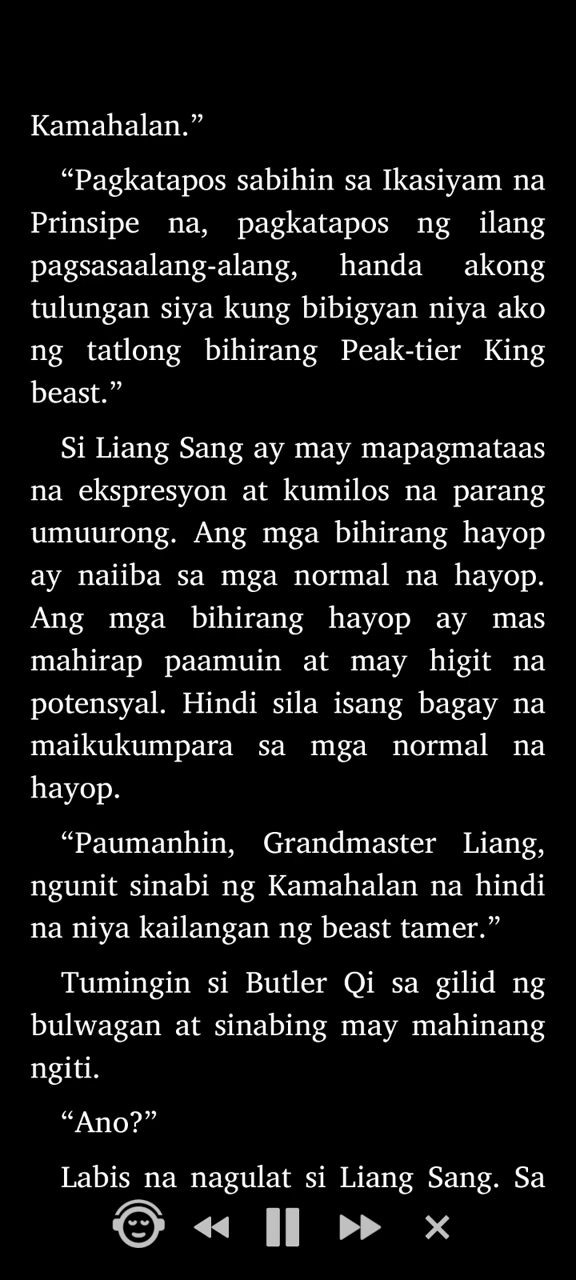 Kamahalan.”
“Pagkatapos sabihin sa Ikasiyam na
Prinsipe na, pagkatapos ng ilang
pagsasaalang-alang, handa akong
tulungan siya kung bibigyan niya ako
ng tatlong bihirang Peak-tier King
beast.”
Si Liang Sang ay may mapagmataas
na ekspresyon at kumilos na parang
umuurong. Ang mga bihirang hayop
ay naiiba sa mga normal na hayop.
Ang mga bihirang hayop ay mas
mahirap paamuin at may higit na
potensyal. Hindi sila isang bagay na
maikukumpara sa mga normal na
hayop.
“Paumanhin, Grandmaster Liang,
ngunit sinabi ng Kamahalan na hindi
na niya kailangan ng beast tamer.”
Tumingin si Butler Qi sa gilid ng
bulwagan at sinabing may mahinang
ngiti.
“Ano?”
Labis na nagulat si Liang Sang. Sa